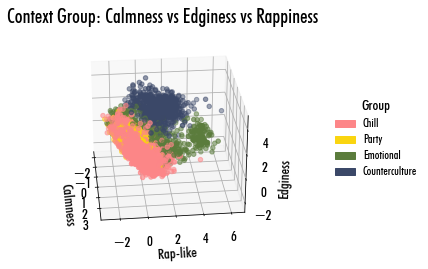 Context Group: Calmness vs Edginess vs Rappiness
Group
Chill
Party
Emotional
Counterculture
4
2
0
−2
Edginess
−2
−1
0
1
2
3
Calmness
−2 0 2 4 6
Rap-like